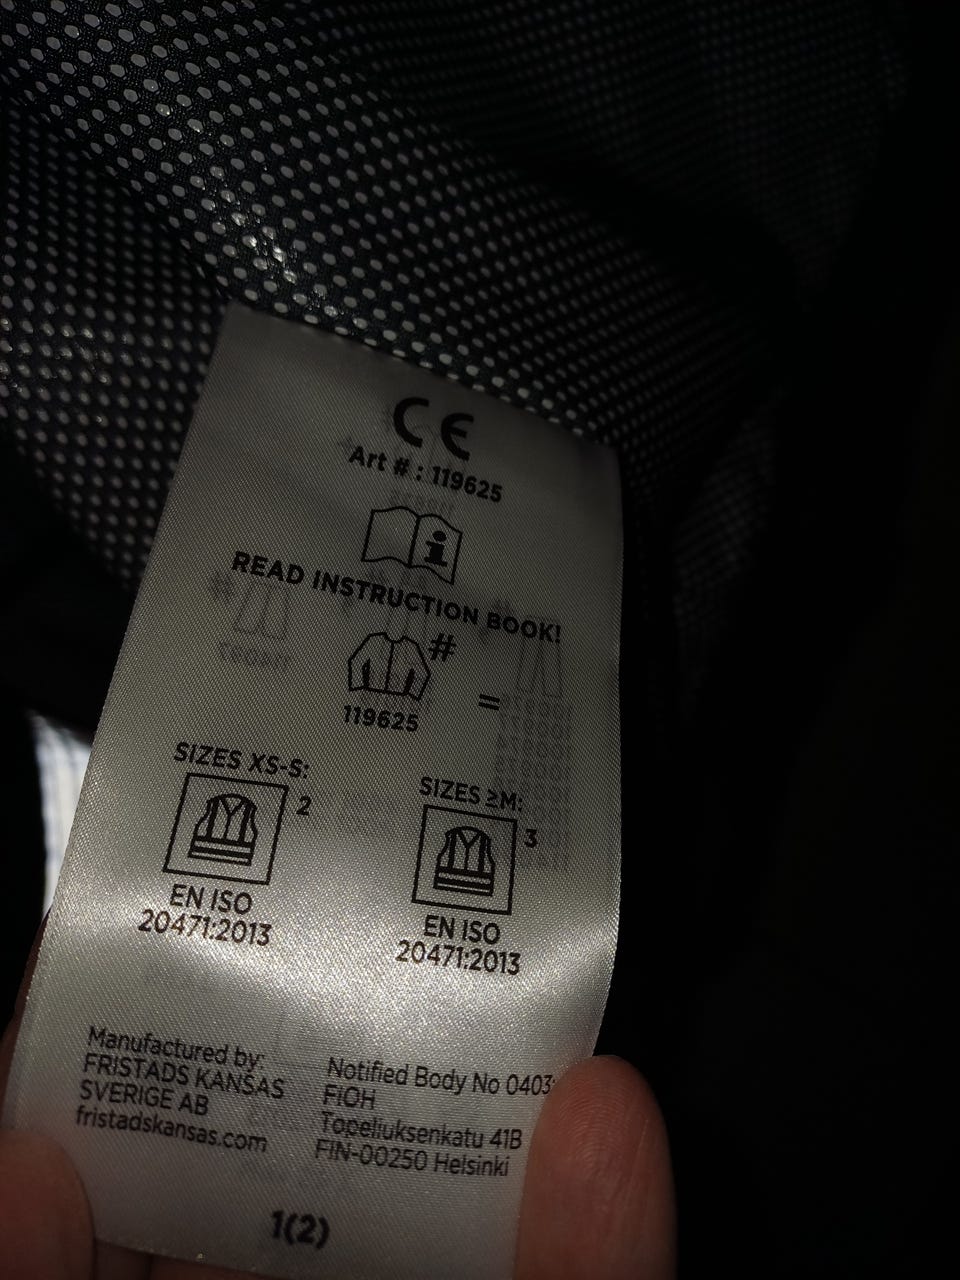 CE
Art # : 119625
READ INSTRUCTION BOOK!
#
119625
=
SIZES XS-S:
2
EN ISO
20471:2013
SIZES ≥M:
3
EN ISO
20471:2013
Manufactured by:
FRISTADS KANSAS
SVERIGE AB
fristadskansas.com
Notified Body No 0403:
FIOH
Topeliuksenkatu 41B
FIN-00250 Helsinki
1(2)